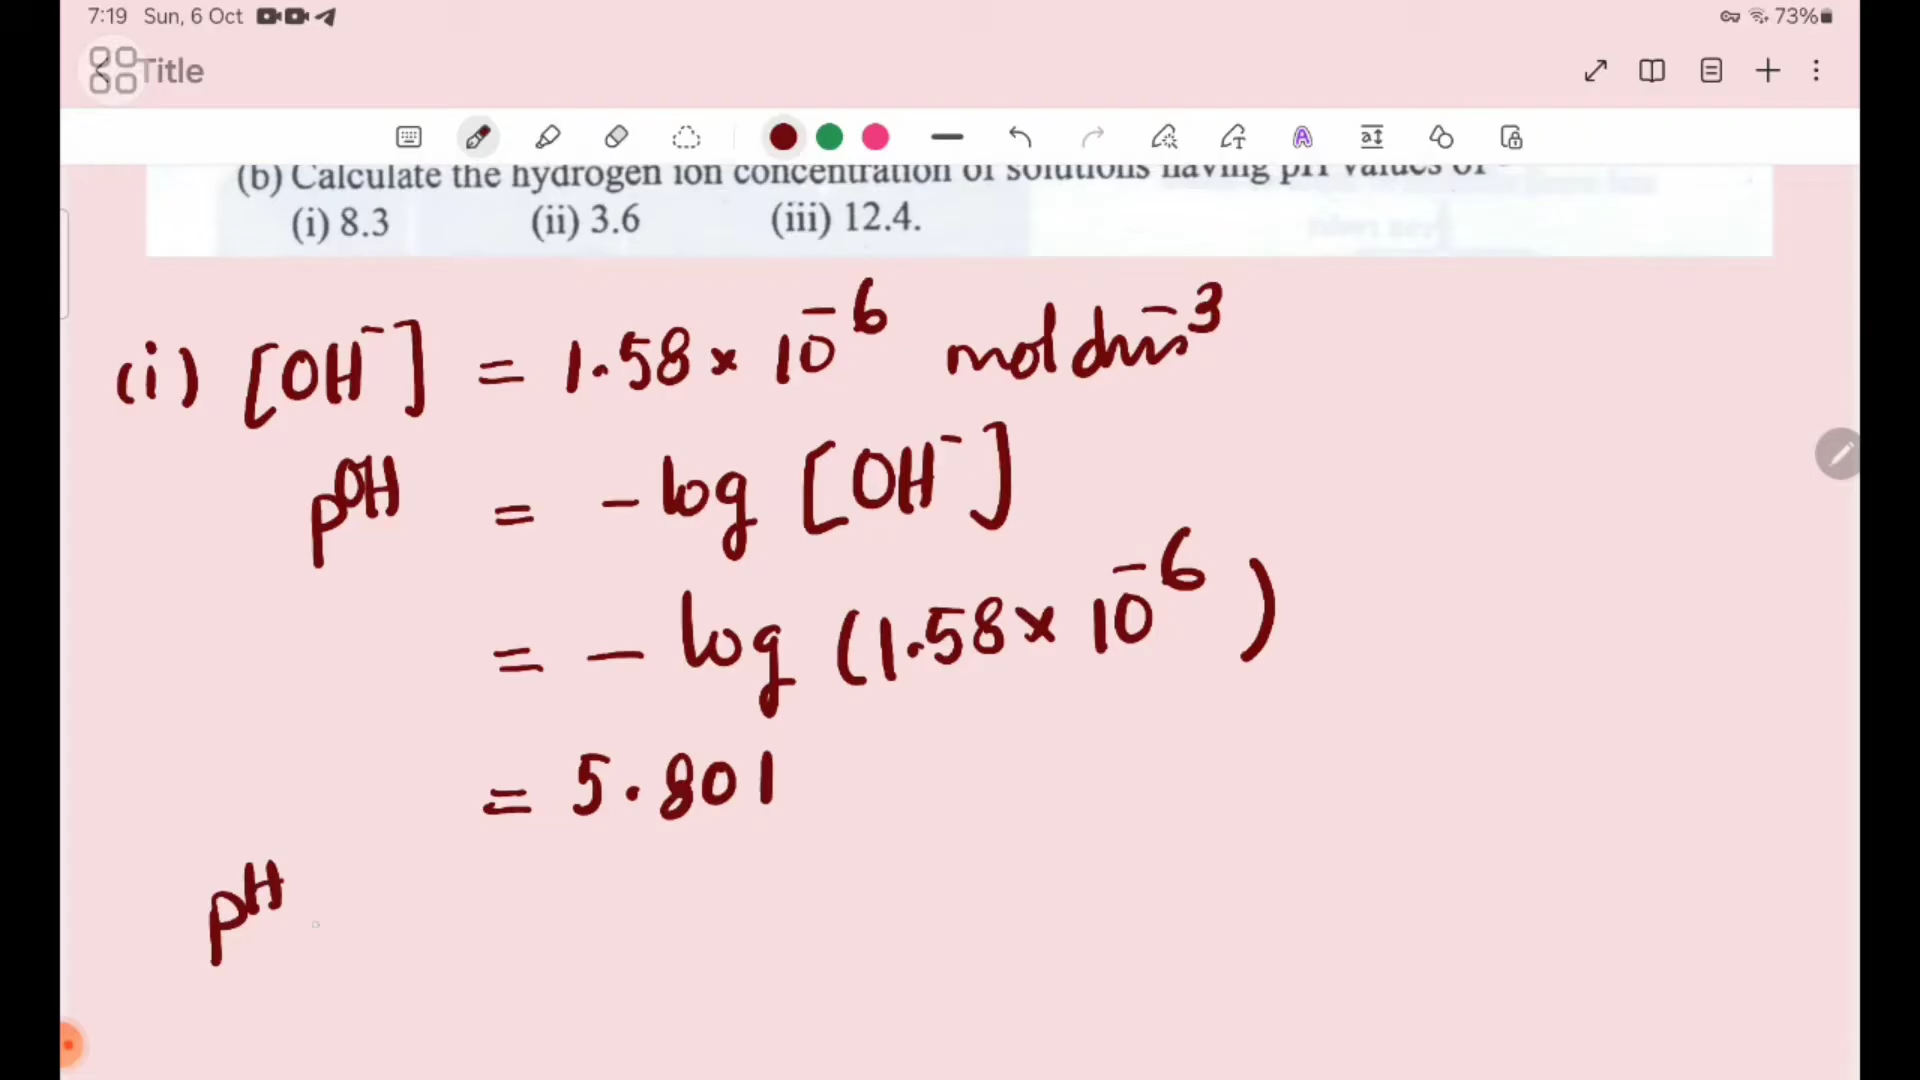 7:19 Sun, 6 Oct 73%
Title
(b) Calculate the hydrogen ion concentration of solutions having pH values of
(i) 8.3 (ii) 3.6 (iii) 12.4.
(i) [OH⁻] = 1.58 × 10⁻⁶ mol dm⁻³
pOH = - log [OH⁻]
= - log (1.58 × 10⁻⁶)
= 5.801
pH